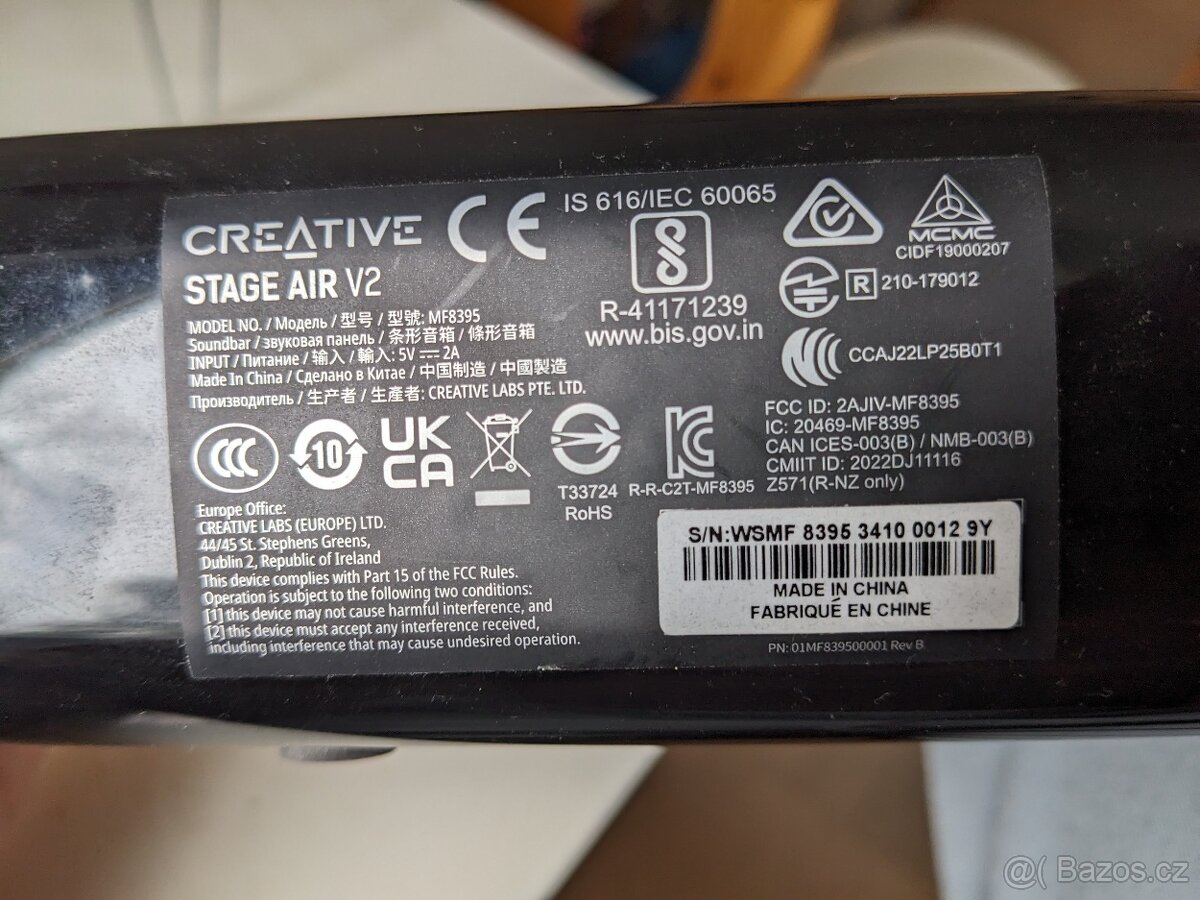 CREATIVE
STAGE AIR V2
MODEL NO. / Модель / 型号 / 型號: MF8395
Soundbar / звуковая панель / 条形音箱 / 條形音箱
INPUT / Питание / 输入 / 輸入: 5V ⎓ 2A
Made In China / Сделано в Китае / 中国制造 / 中國製造
Производитель / 生产者 / 生產者: CREATIVE LABS PTE. LTD.
CE
IS 616/IEC 60065
R-41171239
www.bis.gov.in
MCMC
CIDF19000207
R 210-179012
CCAJ22LP25B0T1
FCC ID: 2AJIV-MF8395
IC: 20469-MF8395
CAN ICES-003(B) / NMB-003(B)
CMIIT ID: 2022DJ11116
Z571(R-NZ only)
CCC
10
UK
CA
T33724
RoHS
R-R-C2T-MF8395
Europe Office:
CREATIVE LABS (EUROPE) LTD.
44/45 St. Stephens Greens,
Dublin 2, Republic of Ireland
This device complies with Part 15 of the FCC Rules.
Operation is subject to the following two conditions:
[1] this device may not cause harmful interference, and
[2] this device must accept any interference received,
including interference that may cause undesired operation.
S/N:WSMF 8395 3410 0012 9Y
MADE IN CHINA
FABRIQUÉ EN CHINE
PN: 01MF839500001 Rev B
@( Bazos.cz